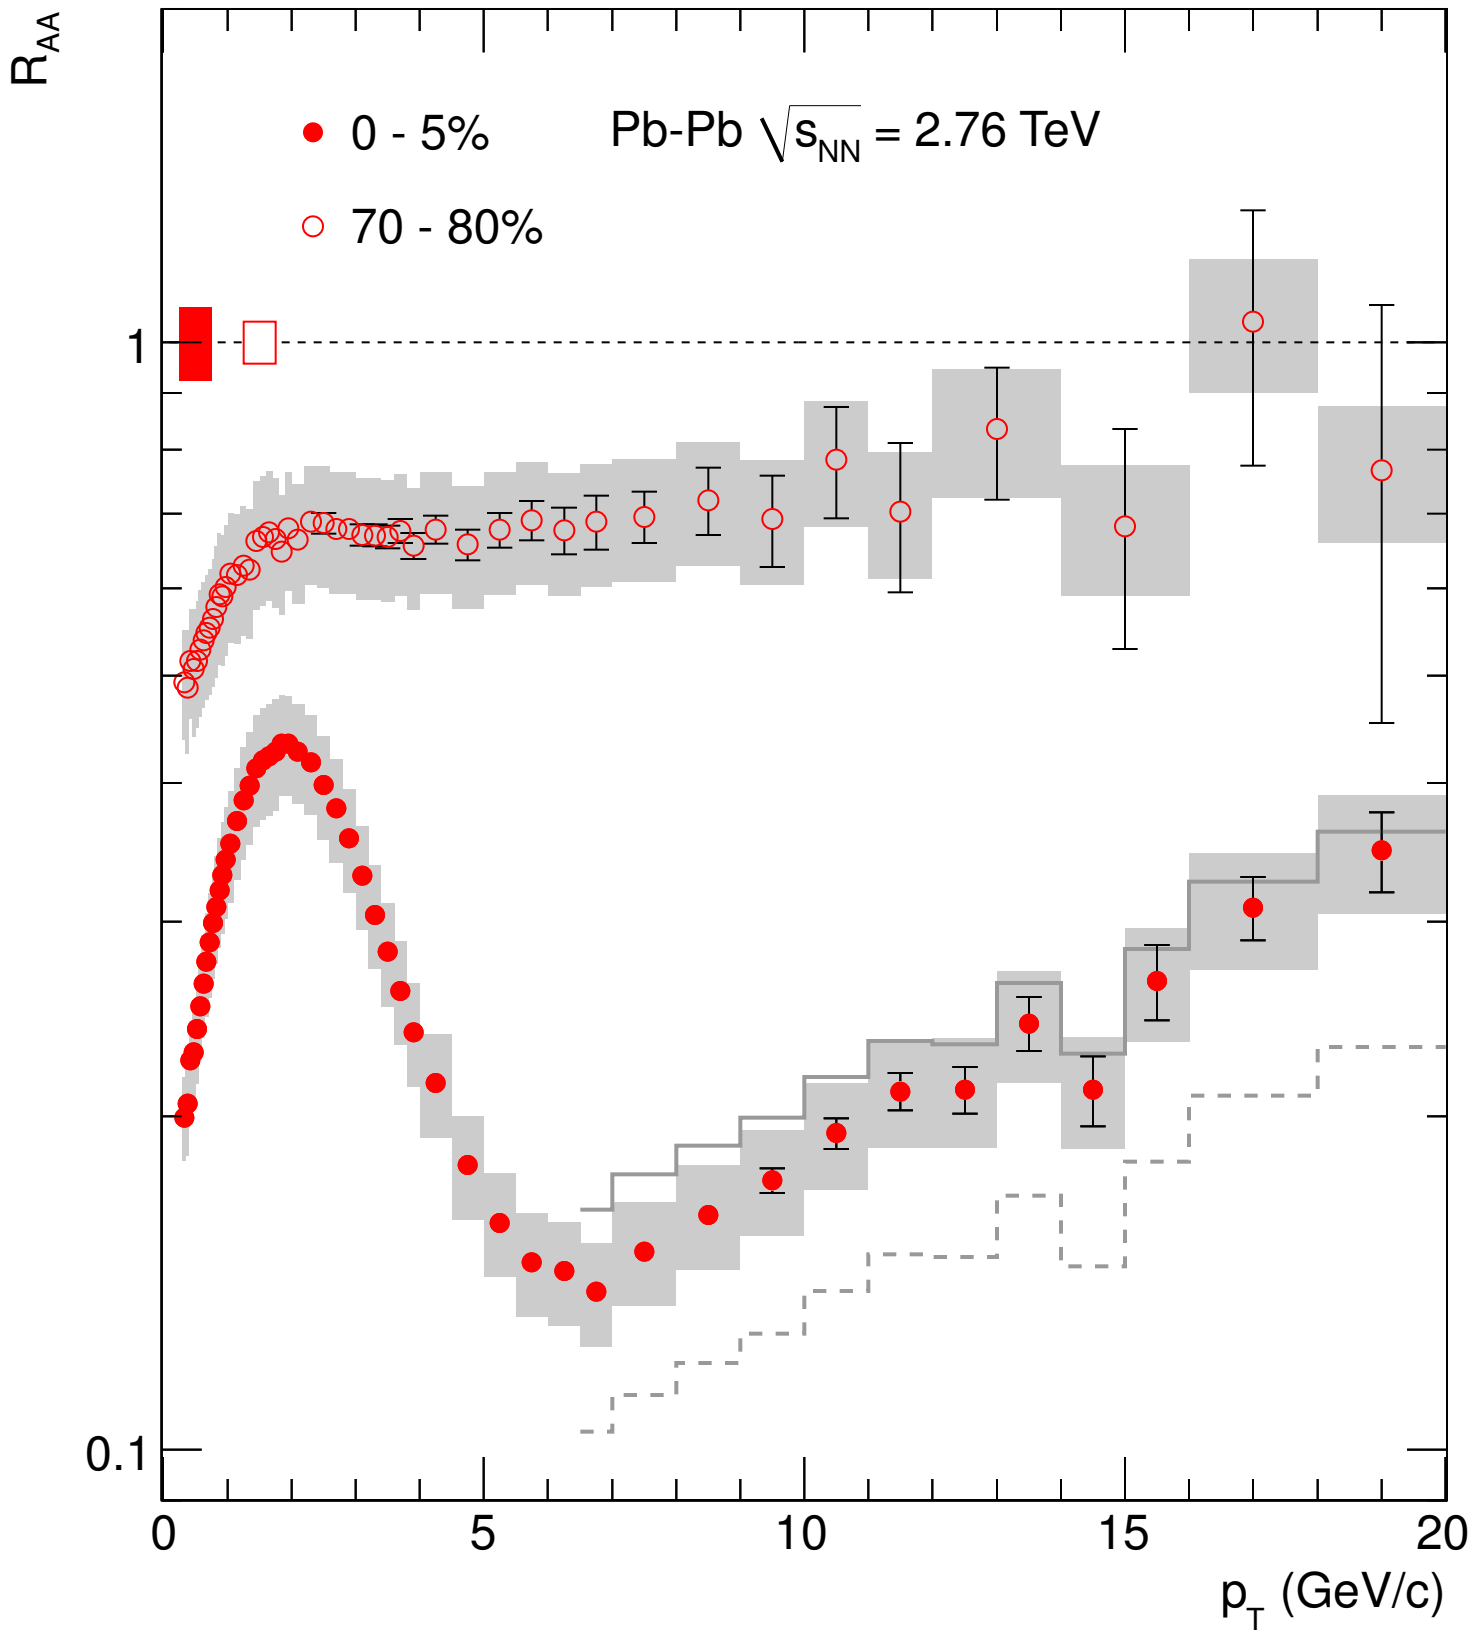 R_AA
0 - 5%
Pb-Pb √s_NN = 2.76 TeV
70 - 80%
1
0.1
0 5 10 15 20
p_T (GeV/c)